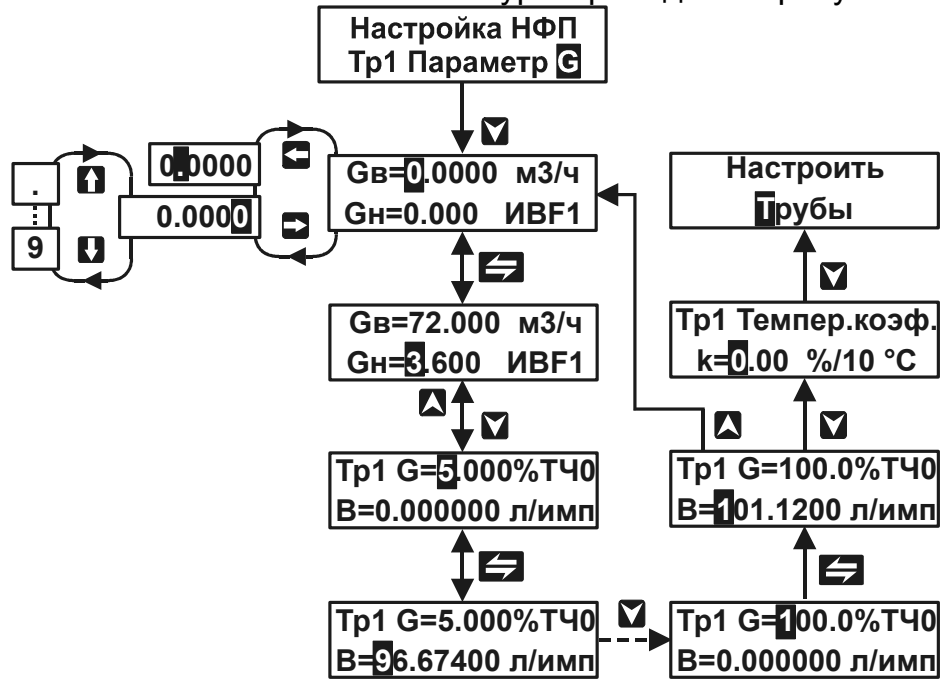 Настройка НФП
Тр1 Параметр G
0.0000
0.0000
.
9
Gв=0.0000 м3/ч
Gн=0.000 ИВF1
Gв=72.000 м3/ч
Gн=3.600 ИВF1
Тр1 G=5.000%ТЧ0
В=0.000000 л/имп
Тр1 G=5.000%ТЧ0
В=96.67400 л/имп
Настроить
Трубы
Тр1 Темпер.коэф.
k=0.00 %/10 °С
Тр1 G=100.0%ТЧ0
В=101.1200 л/имп
Тр1 G=100.0%ТЧ0
В=0.000000 л/имп